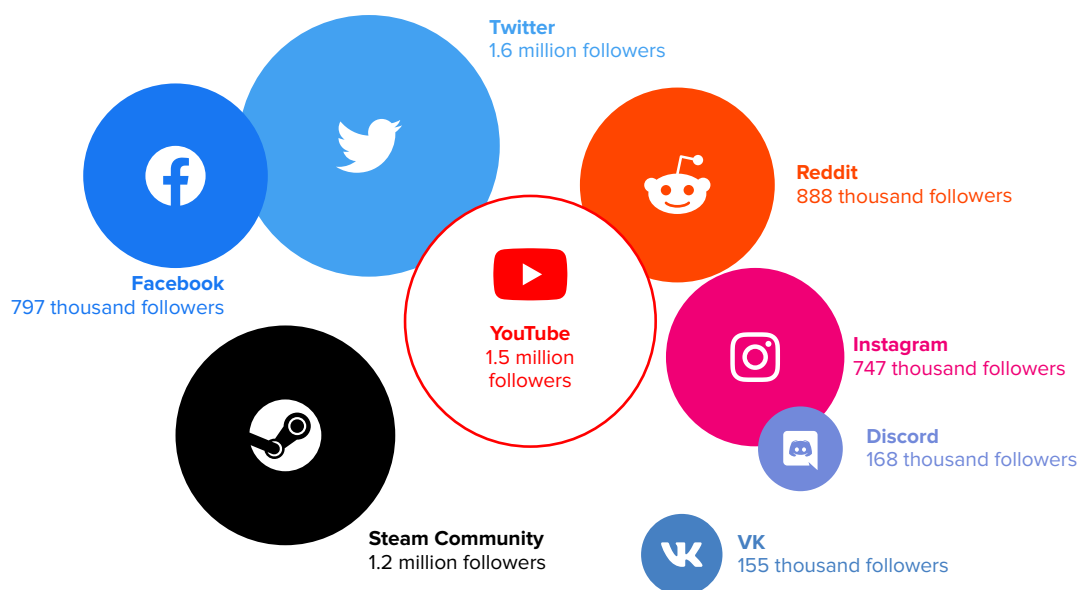 Twitter
1.6 million followers
Reddit
888 thousand followers
Facebook
797 thousand followers
YouTube
1.5 million
followers
Instagram
747 thousand followers
Discord
168 thousand followers
Steam Community
1.2 million followers
VK
155 thousand followers